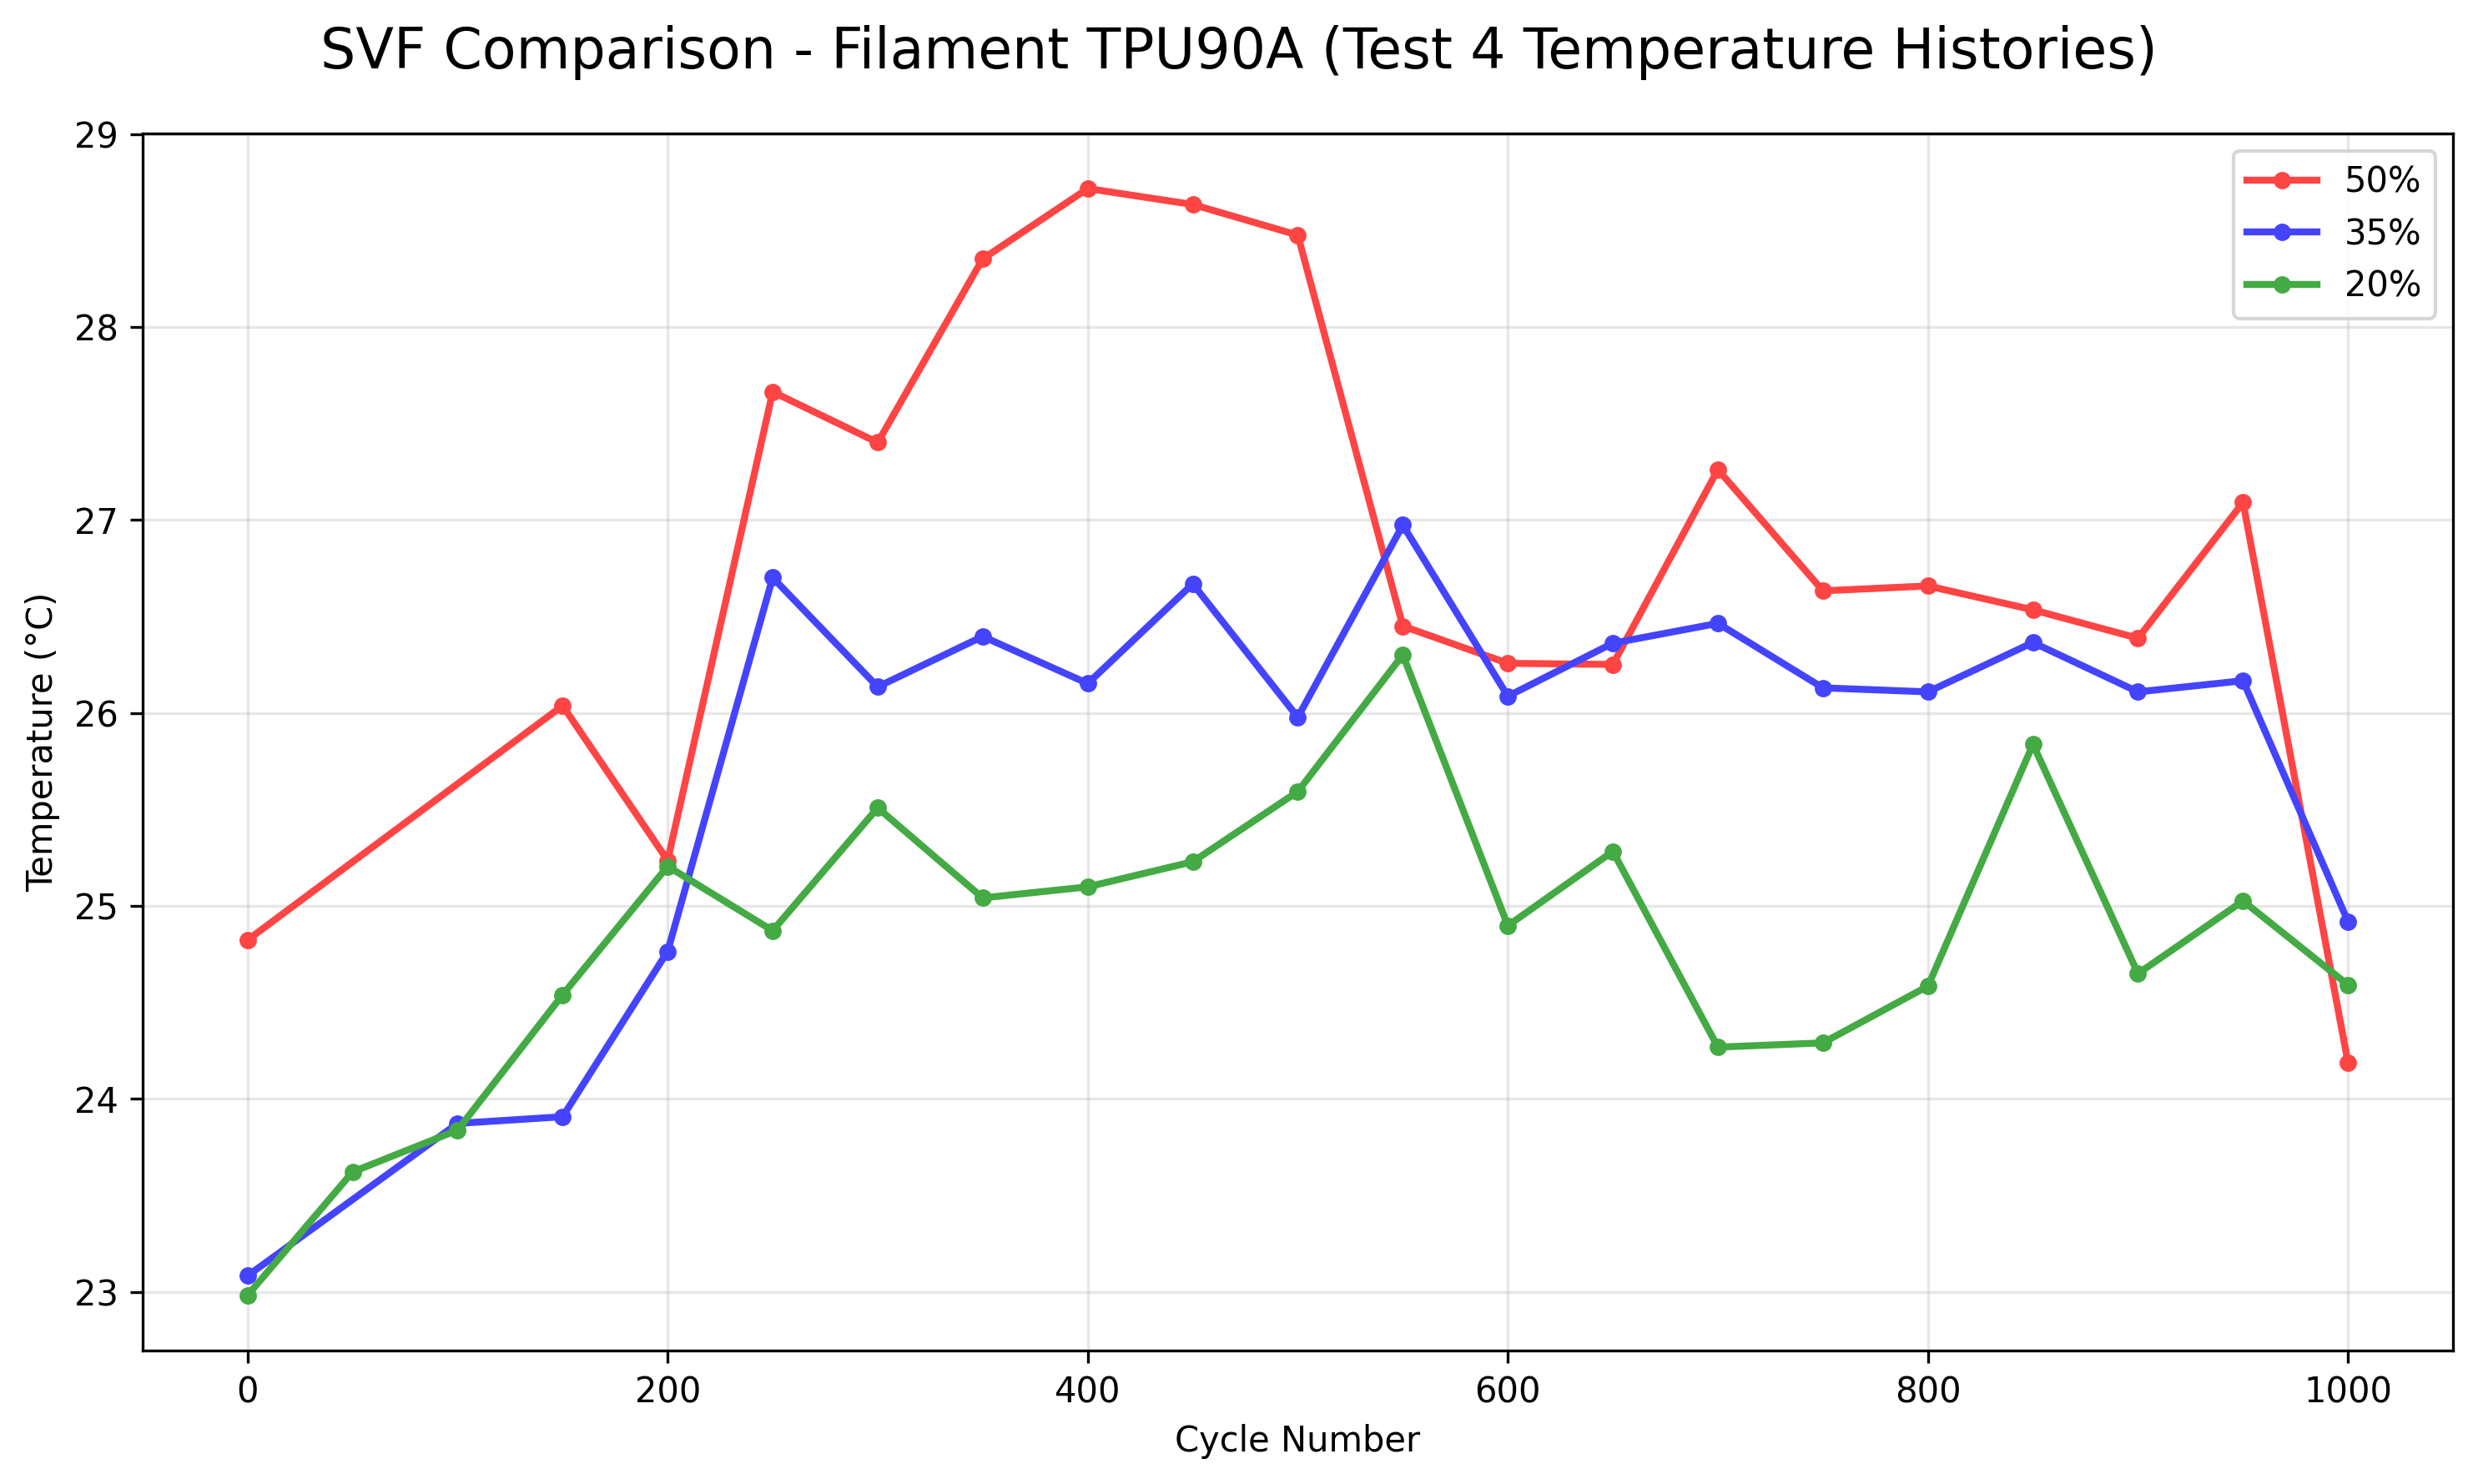 SVF Comparison - Filament TPU90A (Test 4 Temperature Histories)
29
28
27
26
25
24
23
Temperature (°C)
50%
35%
20%
0 200 400 600 800 1000
Cycle Number